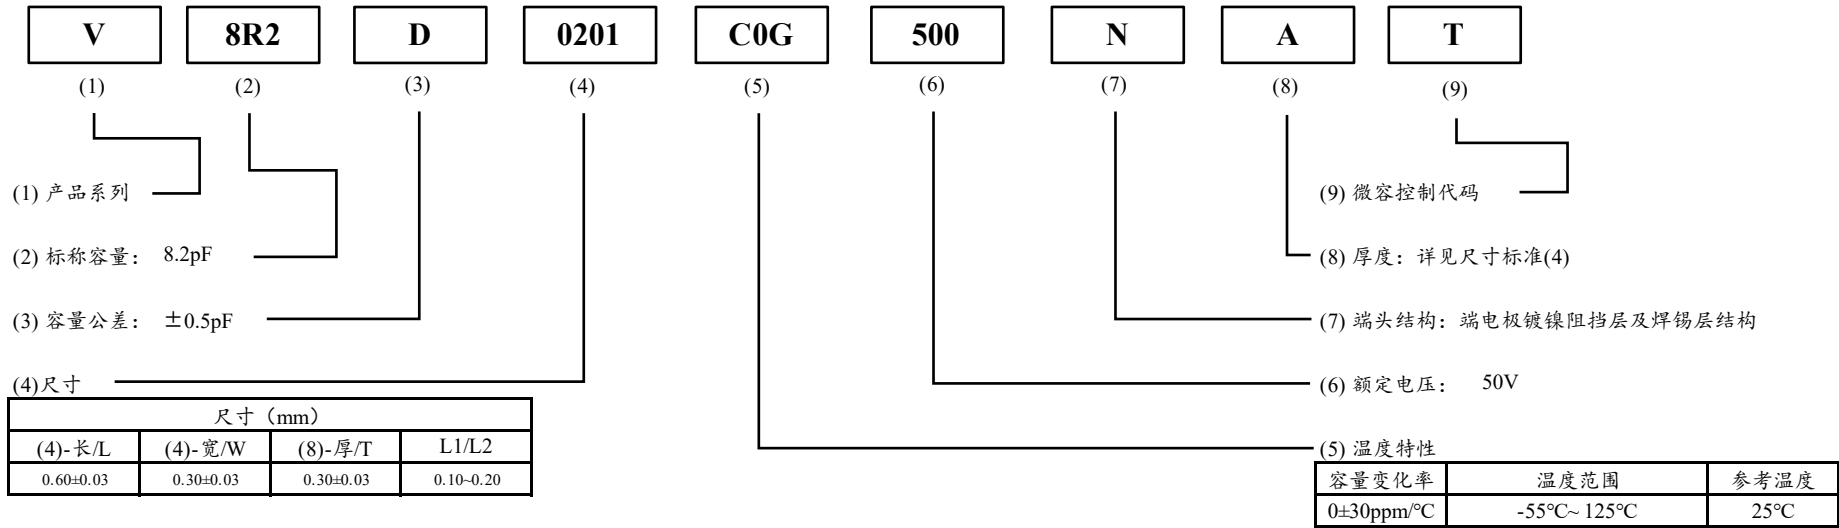 V 8R2 D 0201 C0G 500 N A T
(1) (2) (3) (4) (5) (6) (7) (8) (9)
(1) 产品系列
(9) 微容控制代码
(2) 标称容量： 8.2pF
(8) 厚度：详见尺寸标准(4)
(3) 容量公差： ±0.5pF
(7) 端头结构：端电极镀镍阻挡层及焊锡层结构
(4)尺寸
(6) 额定电压： 50V
尺寸（mm）
(4)-长/L (4)-宽/W (8)-厚/T L1/L2
0.60±0.03 0.30±0.03 0.30±0.03 0.10~0.20
(5) 温度特性
容量变化率 温度范围 参考温度
0±30ppm/℃ -55℃~ 125℃ 25℃